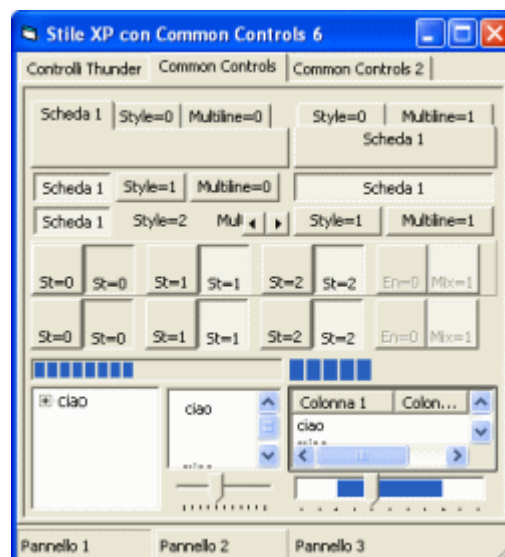 Stile XP con Common Controls 6
Controlli Thunder Common Controls Common Controls 2
Scheda 1 Style=0 Multiline=0 Style=0 Multiline=1
Scheda 1
Scheda 1 Style=1 Multiline=0 Scheda 1
Scheda 1 Style=2 Mul Style=1 Multiline=1
St=0 St=0 St=1 St=1 St=2 St=2 En=0 Mix=1
St=0 St=0 St=1 St=1 St=2 St=2 En=0 Mix=1
ciao ciao Colonna 1 Colon...
ciao
Pannello 1 Pannello 2 Pannello 3